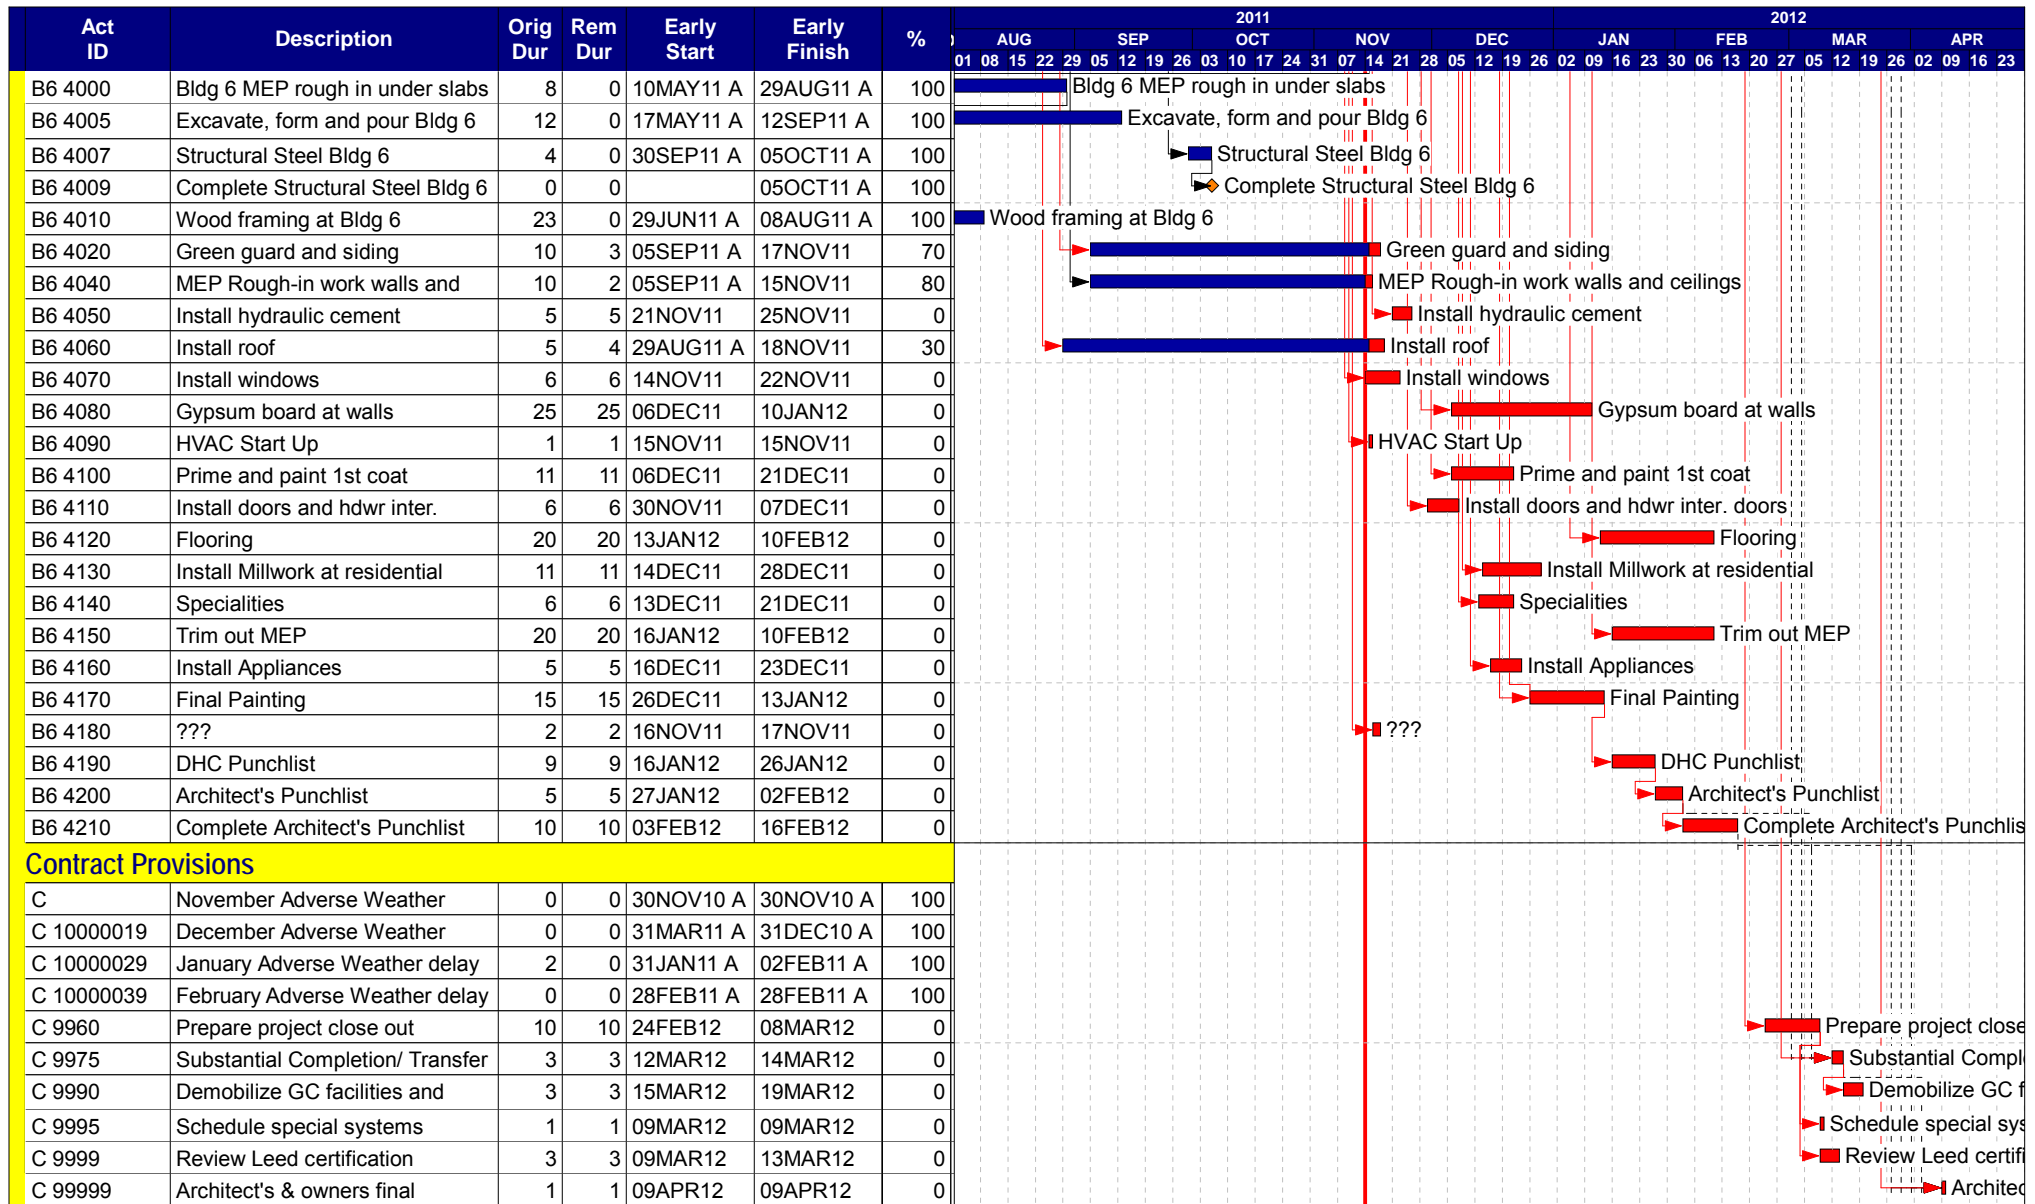 Act ID Description Orig Dur Rem Dur Early Start Early Finish %
2011 2012
AUG SEP OCT NOV DEC JAN FEB MAR APR
01 08 15 22 29 05 12 19 26 03 10 17 24 31 07 14 21 28 05 12 19 26 02 09 16 23 30 06 13 20 27 05 12 19 26 02 09 16 23
B6 4000 Bldg 6 MEP rough in under slabs 8 0 10MAY11 A 29AUG11 A 100 Bldg 6 MEP rough in under slabs
B6 4005 Excavate, form and pour Bldg 6 12 0 17MAY11 A 12SEP11 A 100 Excavate, form and pour Bldg 6
B6 4007 Structural Steel Bldg 6 4 0 30SEP11 A 05OCT11 A 100 Structural Steel Bldg 6
B6 4009 Complete Structural Steel Bldg 6 0 0 05OCT11 A 100 Complete Structural Steel Bldg 6
B6 4010 Wood framing at Bldg 6 23 0 29JUN11 A 08AUG11 A 100 Wood framing at Bldg 6
B6 4020 Green guard and siding 10 3 05SEP11 A 17NOV11 70 Green guard and siding
B6 4040 MEP Rough-in work walls and 10 2 05SEP11 A 15NOV11 80 MEP Rough-in work walls and ceilings
B6 4050 Install hydraulic cement 5 5 21NOV11 25NOV11 0 Install hydraulic cement
B6 4060 Install roof 5 4 29AUG11 A 18NOV11 30 Install roof
B6 4070 Install windows 6 6 14NOV11 22NOV11 0 Install windows
B6 4080 Gypsum board at walls 25 25 06DEC11 10JAN12 0 Gypsum board at walls
B6 4090 HVAC Start Up 1 1 15NOV11 15NOV11 0 HVAC Start Up
B6 4100 Prime and paint 1st coat 11 11 06DEC11 21DEC11 0 Prime and paint 1st coat
B6 4110 Install doors and hdwr inter. 6 6 30NOV11 07DEC11 0 Install doors and hdwr inter. doors
B6 4120 Flooring 20 20 13JAN12 10FEB12 0 Flooring
B6 4130 Install Millwork at residential 11 11 14DEC11 28DEC11 0 Install Millwork at residential
B6 4140 Specialities 6 6 13DEC11 21DEC11 0 Specialities
B6 4150 Trim out MEP 20 20 16JAN12 10FEB12 0 Trim out MEP
B6 4160 Install Appliances 5 5 16DEC11 23DEC11 0 Install Appliances
B6 4170 Final Painting 15 15 26DEC11 13JAN12 0 Final Painting
B6 4180 ??? 2 2 16NOV11 17NOV11 0 ???
B6 4190 DHC Punchlist 9 9 16JAN12 26JAN12 0 DHC Punchlist
B6 4200 Architect's Punchlist 5 5 27JAN12 02FEB12 0 Architect's Punchlist
B6 4210 Complete Architect's Punchlist 10 10 03FEB12 16FEB12 0 Complete Architect's Punchlis
Contract Provisions
C November Adverse Weather 0 0 30NOV10 A 30NOV10 A 100
C 10000019 December Adverse Weather 0 0 31MAR11 A 31DEC10 A 100
C 10000029 January Adverse Weather delay 2 0 31JAN11 A 02FEB11 A 100
C 10000039 February Adverse Weather delay 0 0 28FEB11 A 28FEB11 A 100
C 9960 Prepare project close out 10 10 24FEB12 08MAR12 0 Prepare project close
C 9975 Substantial Completion/ Transfer 3 3 12MAR12 14MAR12 0 Substantial Compl
C 9990 Demobilize GC facilities and 3 3 15MAR12 19MAR12 0 Demobilize GC f
C 9995 Schedule special systems 1 1 09MAR12 09MAR12 0 Schedule special sys
C 9999 Review Leed certification 3 3 09MAR12 13MAR12 0 Review Leed certifi
C 99999 Architect's & owners final 1 1 09APR12 09APR12 0 Architec